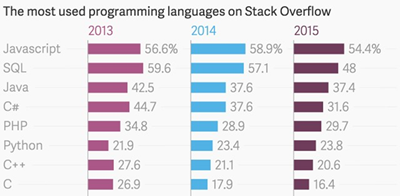 The most used programming languages on Stack Overflow
2013 2014 2015
Javascript 56.6% 58.9% 54.4%
SQL 59.6 57.1 48
Java 42.5 37.6 37.4
C# 44.7 37.6 31.6
PHP 34.8 28.9 29.7
Python 21.9 23.4 23.8
C++ 27.6 21.1 20.6
C 26.9 17.9 16.4